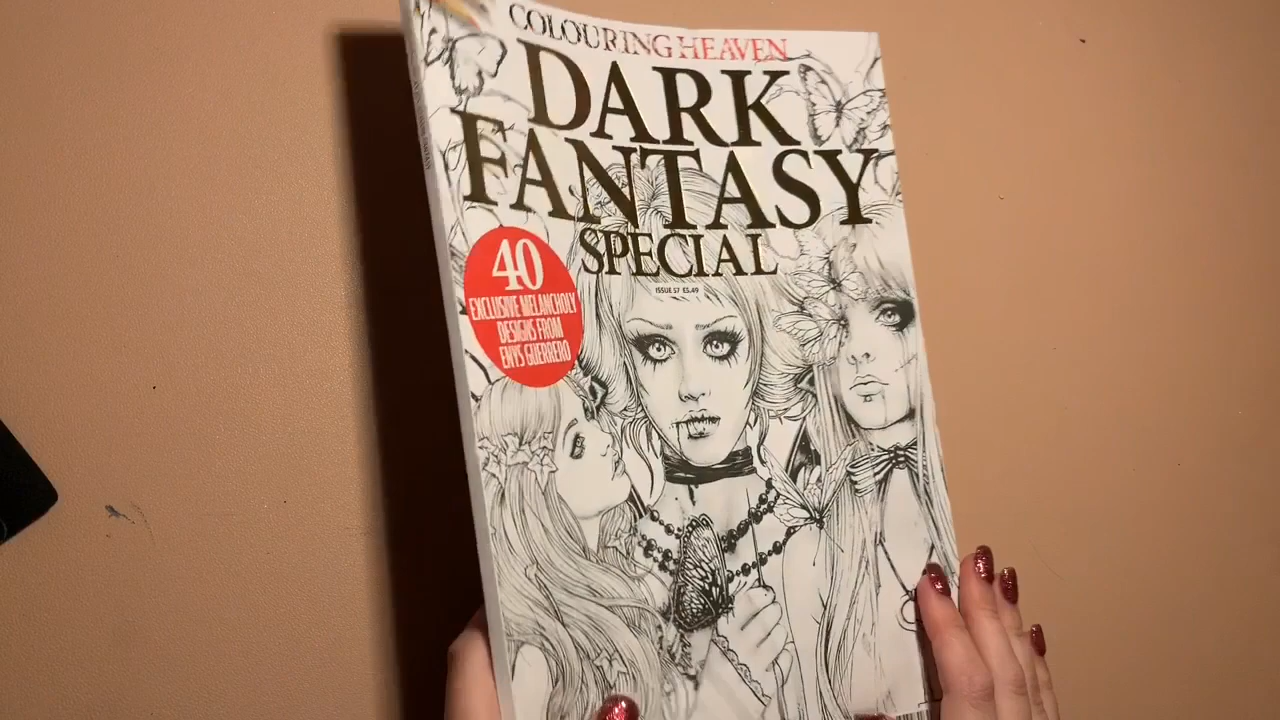 COLOURING HEAVEN
DARK
FANTASY
SPECIAL
ISSUE 57 £5.49
40
EXCLUSIVE MELANCHOLY
DESIGNS FROM
ENYS GUERRERO